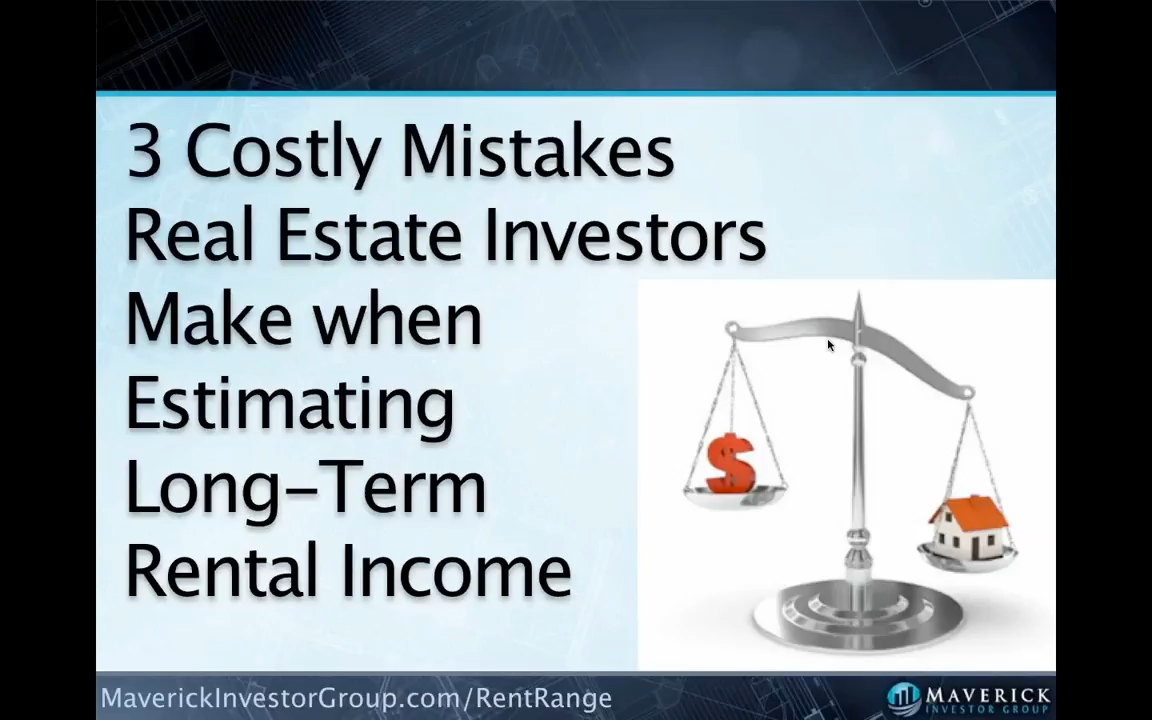 3 Costly Mistakes
Real Estate Investors
Make when
Estimating
Long-Term
Rental Income
$
MaverickInvestorGroup.com/RentRange
MAVERICK
INVESTOR GROUP